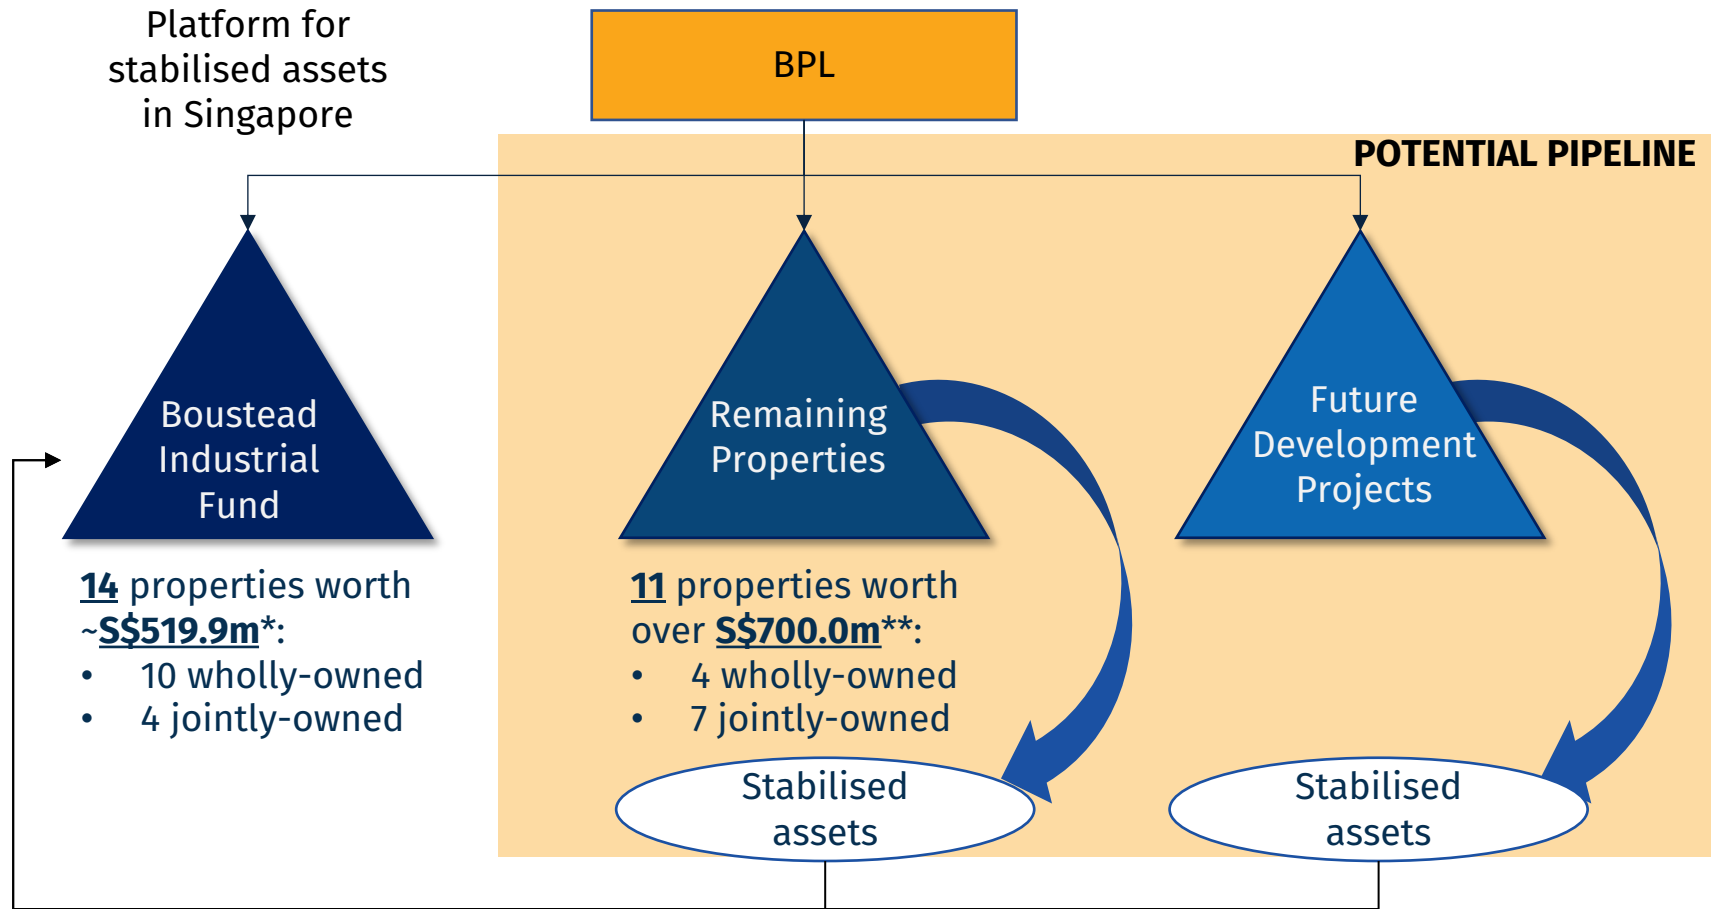 Platform for
stabilised assets
in Singapore
BPL
POTENTIAL PIPELINE
Boustead
Industrial
Fund
Remaining
Properties
Future
Development
Projects
14 properties worth
~S$519.9m*:
• 10 wholly-owned
• 4 jointly-owned
11 properties worth
over S$700.0m**:
• 4 wholly-owned
• 7 jointly-owned
Stabilised
assets
Stabilised
assets